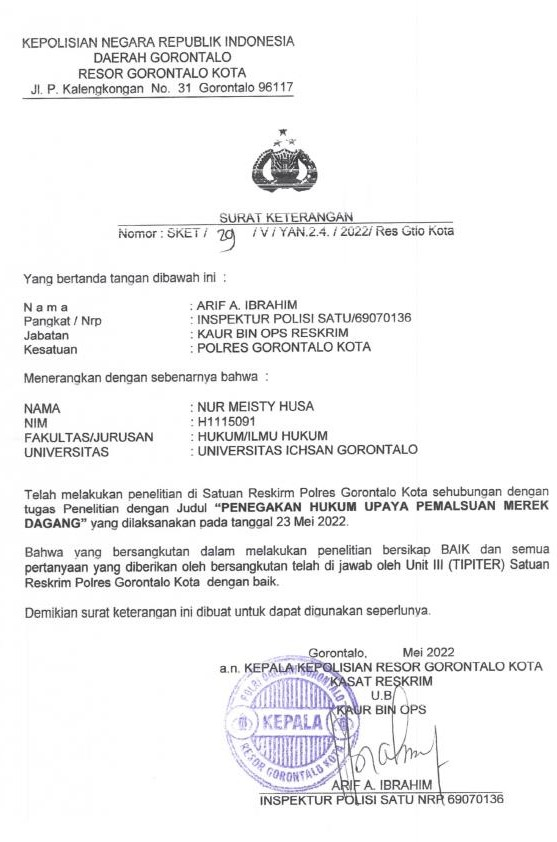 KEPOLISIAN NEGARA REPUBLIK INDONESIA
DAERAH GORONTALO
RESOR GORONTALO KOTA
Jl. P. Kalengkongan No. 31 Gorontalo 96117
SURAT KETERANGAN
Nomor : SKET / 29 / V / YAN.2.4. / 2022/ Res Gtlo Kota
Yang bertanda tangan dibawah ini :
N a m a : ARIF A. IBRAHIM
Pangkat / Nrp : INSPEKTUR POLISI SATU/69070136
Jabatan : KAUR BIN OPS RESKRIM
Kesatuan : POLRES GORONTALO KOTA
Menerangkan dengan sebenarnya bahwa :
NAMA : NUR MEISTY HUSA
NIM : H1115091
FAKULTAS/JURUSAN : HUKUM/ILMU HUKUM
UNIVERSITAS : UNIVERSITAS ICHSAN GORONTALO
Telah melakukan penelitian di Satuan Reskirm Polres Gorontalo Kota sehubungan dengan
tugas Penelitian dengan Judul “PENEGAKAN HUKUM UPAYA PEMALSUAN MEREK
DAGANG” yang dilaksanakan pada tanggal 23 Mei 2022.
Bahwa yang bersangkutan dalam melakukan penelitian bersikap BAIK dan semua
pertanyaan yang diberikan oleh bersangkutan telah di jawab oleh Unit III (TIPITER) Satuan
Reskrim Polres Gorontalo Kota dengan baik.
Demikian surat keterangan ini dibuat untuk dapat digunakan seperlunya.
Gorontalo, Mei 2022
a.n. KEPALA KEPOLISIAN RESOR GORONTALO KOTA
KASAT RESKRIM
U.B
KAUR BIN OPS
KEPALA
RESOR GORONTALO KOTA
ARIF A. IBRAHIM
INSPEKTUR POLISI SATU NRP 69070136